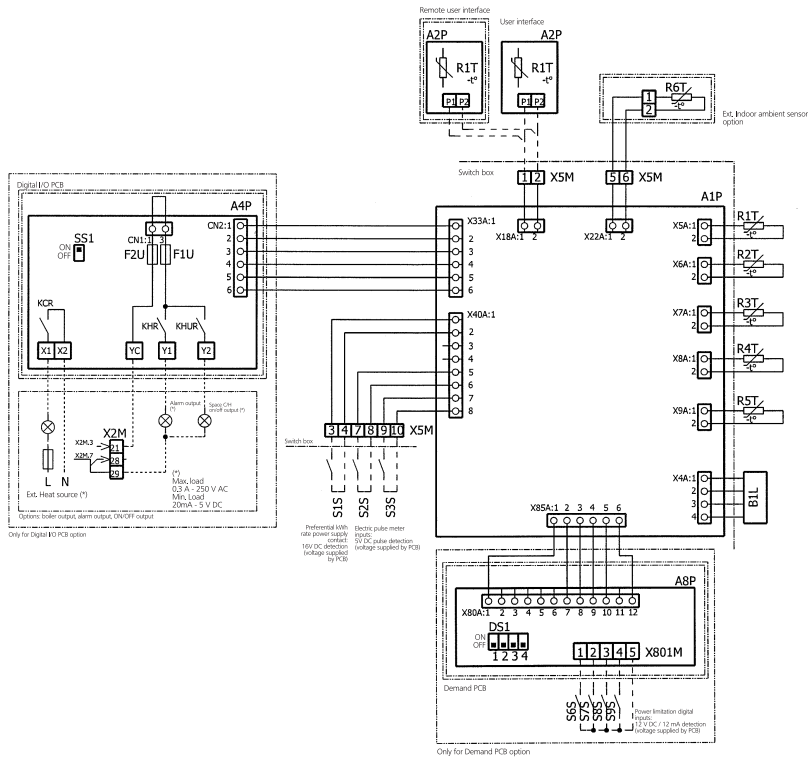 Remote user interface
User interface
A2P
A2P
R1T
-t°
R1T
-t°
P1 P2
P1 P2
R6T
-t°
1
2
Ext. Indoor ambient sensor
option
Switch box
1 2 X5M
5 6 X5M
A1P
Digital I/O PCB
A4P
SS1
ON
OFF
CN1:1 3
F2U F1U
CN2:1
2
3
4
5
6
KCR
KHR
KHUR
X1 X2
YC
Y1
Y2
X33A:1
2
3
4
5
6
X18A:1 2
X22A:1 2
X5A:1
2
R1T
-t°
X6A:1
2
R2T
-t°
X7A:1
2
R3T
-t°
X8A:1
2
R4T
-t°
X9A:1
2
R5T
-t°
X4A:1
2
3
4
B1L
X40A:1
2
3
4
5
6
7
8
3 4 7 8 9 10 X5M
Switch box
S1S
S2S
S3S
Preferential kWh
rate power supply
contact:
16V DC detection
(voltage supplied
by PCB)
Electric pulse meter
inputs:
5V DC pulse detection
(voltage supplied by PCB)
Alarm output
(*)
Space C/H
on/off output (*)
X2M
X2M.3
21
X2M.7
28
29
L N
Ext. Heat source (*)
(*)
Max. load
0,3 A - 250 V AC
Min. Load
20mA - 5 V DC
Options: boiler output, alarm output, ON/OFF output
Only for Digital I/O PCB option
X85A:1 2 3 4 5 6
A8P
X80A:1 2 3 4 5 6 7 8 9 10 11 12
DS1
ON
OFF
1 2 3 4
1 2 3 4 5 X801M
Demand PCB
S6S
S7S
S8S
S9S
Power limitation digital
inputs:
12 V DC / 12 mA detection
(voltage supplied by PCB)
Only for Demand PCB option